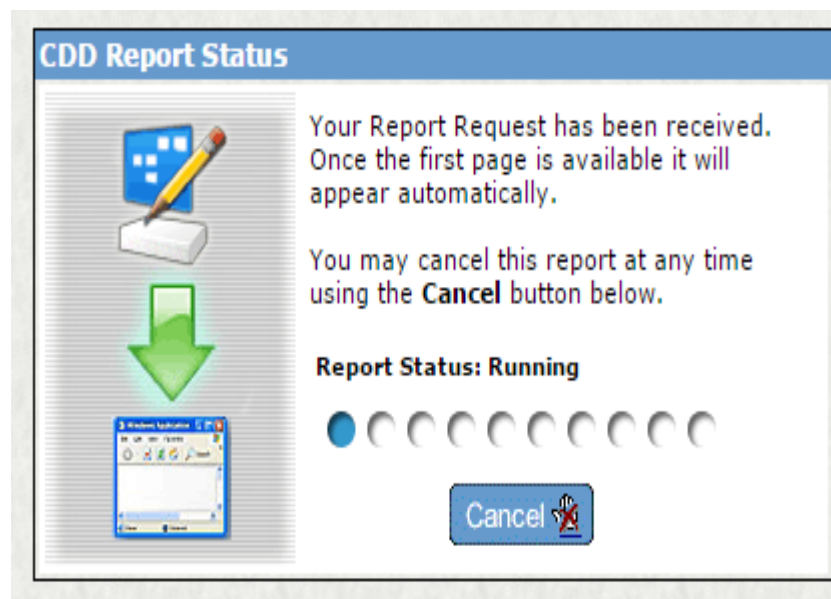 CDD Report Status
Your Report Request has been received.
Once the first page is available it will
appear automatically.
You may cancel this report at any time
using the Cancel button below.
Report Status: Running
Cancel